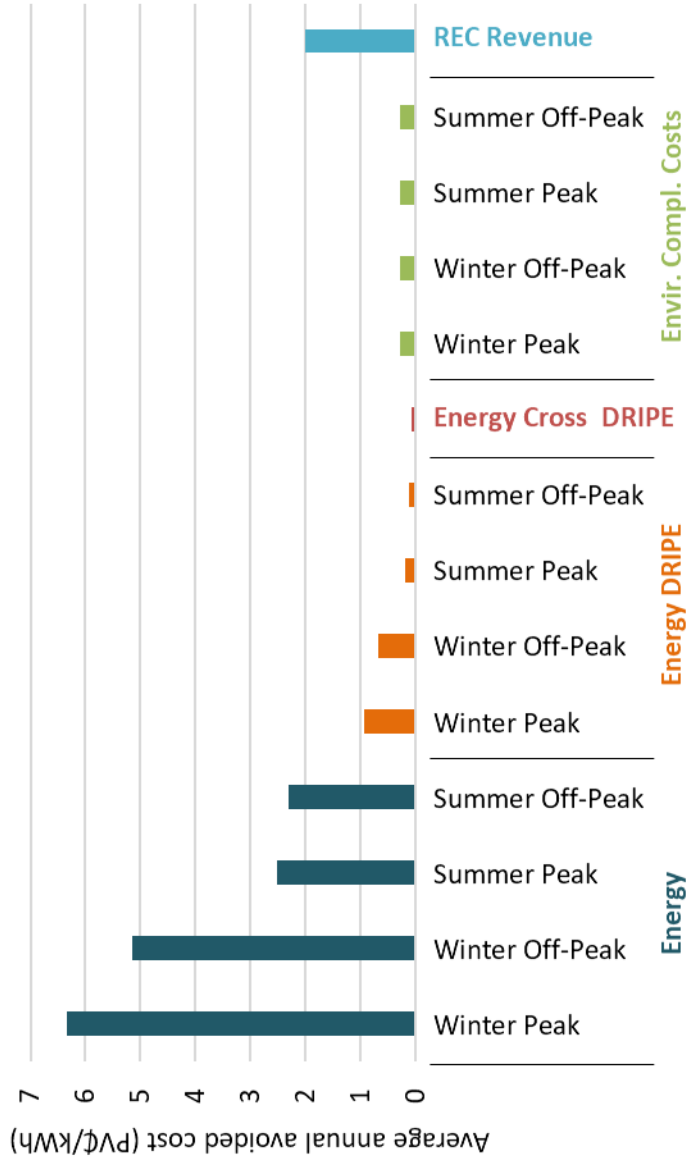 REC Revenue
Summer Off-Peak
Summer Peak
Winter Off-Peak
Winter Peak
Envir. Compl. Costs
Energy Cross DRIPE
Summer Off-Peak
Summer Peak
Winter Off-Peak
Winter Peak
Energy DRIPE
Summer Off-Peak
Summer Peak
Winter Off-Peak
Winter Peak
Energy
7
6
5
4
3
2
1
0
Average annual avoided cost (PV₵/kWh)